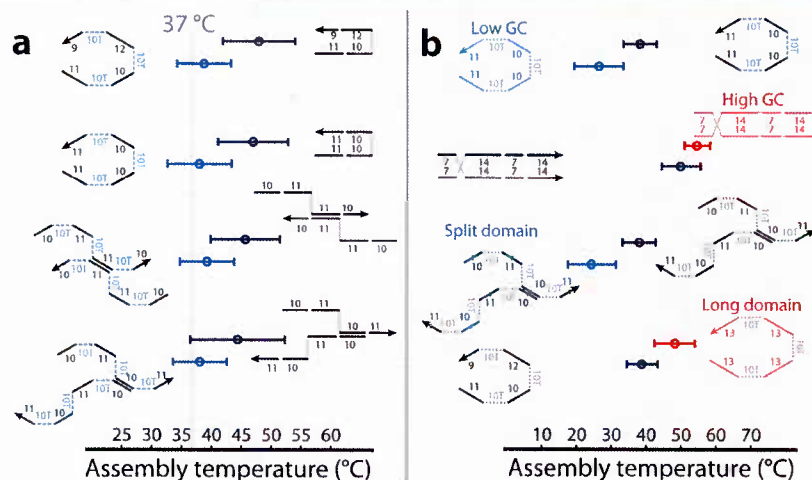 a
37 °C
10T
9
12
10T
11
10
10T
9 12
11 10
10T
11
10
10T
11
10
10T
11 10
11 10
10 11
11 10
11 10
10T
10 11
10T
10
11
10T
10T
11 10
10 11
10 11
11 10
10T
10 11
10T
10T
10
10
10T
11
11
10T
25 35 45 55 60
Assembly temperature (°C)
b
Low GC
10T
11
10
10T
11
10
10T
10T
11
10
10T
11
10
10T
High GC
7 14 7 14
7 14 7 14
7 14 7 14
7 14 7 14
Split domain
10T
10 11
10T
10
10
10T
11
11
10T
10 11
10T
10
10
11
11
Long domain
10T
9
12
10T
11
10
10T
10T
13
13
10T
13
13
10T
10 20 30 40 50 60 70
Assembly temperature (°C)